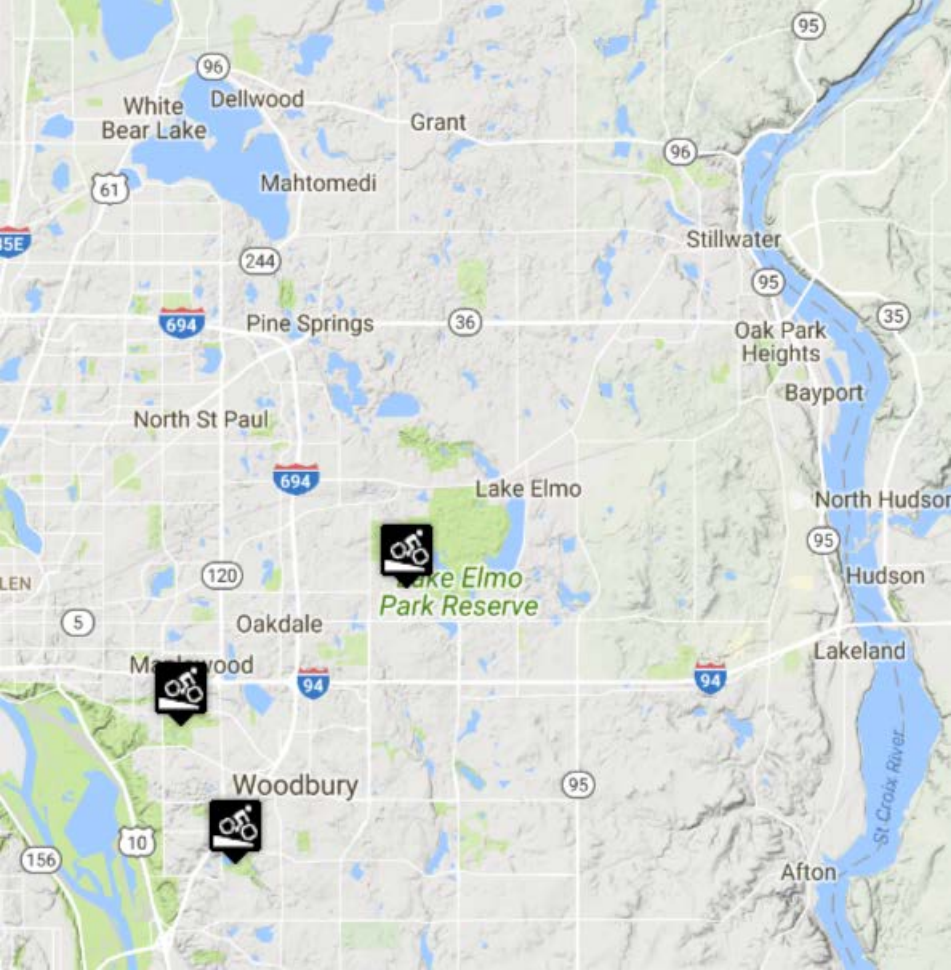 95
96
White
Bear Lake
Dellwood
Grant
96
61
Mahtomedi
Stillwater
244
95
694
Pine Springs
36
35
Oak Park
Heights
Bayport
North St Paul
694
Lake Elmo
North Hudson
95
120
Hudson
LEN
Lake Elmo
Park Reserve
5
Oakdale
Lakeland
94
94
St Croix River
Woodbury
95
10
156
Afton